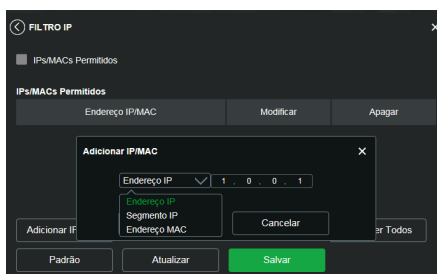 FILTRO IP
IPs/MACs Permitidos
IPs/MACs Permitidos
Endereço IP/MAC Modificar Apagar
Adicionar IP/MAC
Endereço IP 1 . 0 . 0 . 1
Endereço IP
Segmento IP
Endereço MAC
Cancelar
Adicionar IP er Todos
Padrão Atualizar Salvar